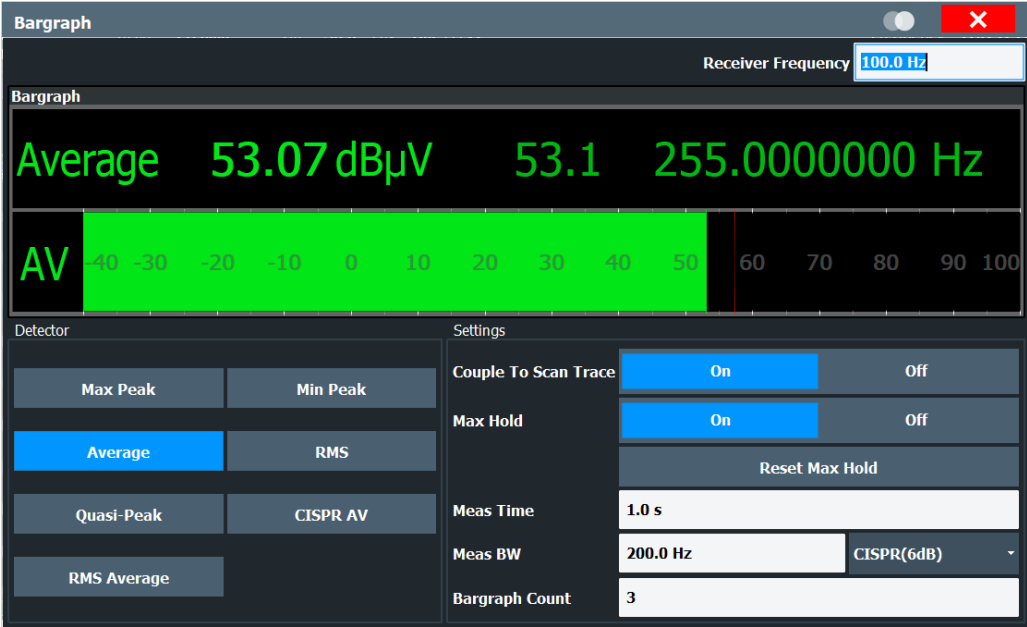 Bargraph
Receiver Frequency 100.0 Hz
Bargraph
Average 53.07 dBµV 53.1 255.0000000 Hz
AV -40 -30 -20 -10 0 10 20 30 40 50 60 70 80 90 100
Detector
Max Peak Min Peak
Average RMS
Quasi-Peak CISPR AV
RMS Average
Settings
Couple To Scan Trace On Off
Max Hold On Off
Reset Max Hold
Meas Time 1.0 s
Meas BW 200.0 Hz CISPR(6dB)
Bargraph Count 3